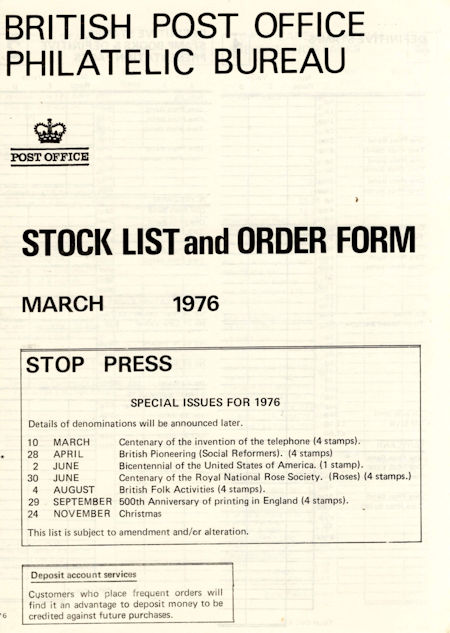 BRITISH POST OFFICE
PHILATELIC BUREAU
POST OFFICE
STOCK LIST and ORDER FORM
MARCH 1976
STOP PRESS
SPECIAL ISSUES FOR 1976
Details of denominations will be announced later.
10 MARCH Centenary of the invention of the telephone (4 stamps).
28 APRIL British Pioneering (Social Reformers). (4 stamps)
2 JUNE Bicentennial of the United States of America. (1 stamp).
30 JUNE Centenary of the Royal National Rose Society. (Roses) (4 stamps.)
4 AUGUST British Folk Activities (4 stamps).
29 SEPTEMBER 500th Anniversary of printing in England (4 stamps).
24 NOVEMBER Christmas
This list is subject to amendment and/or alteration.
Deposit account services
Customers who place frequent orders will
find it an advantage to deposit money to be
credited against future purchases.